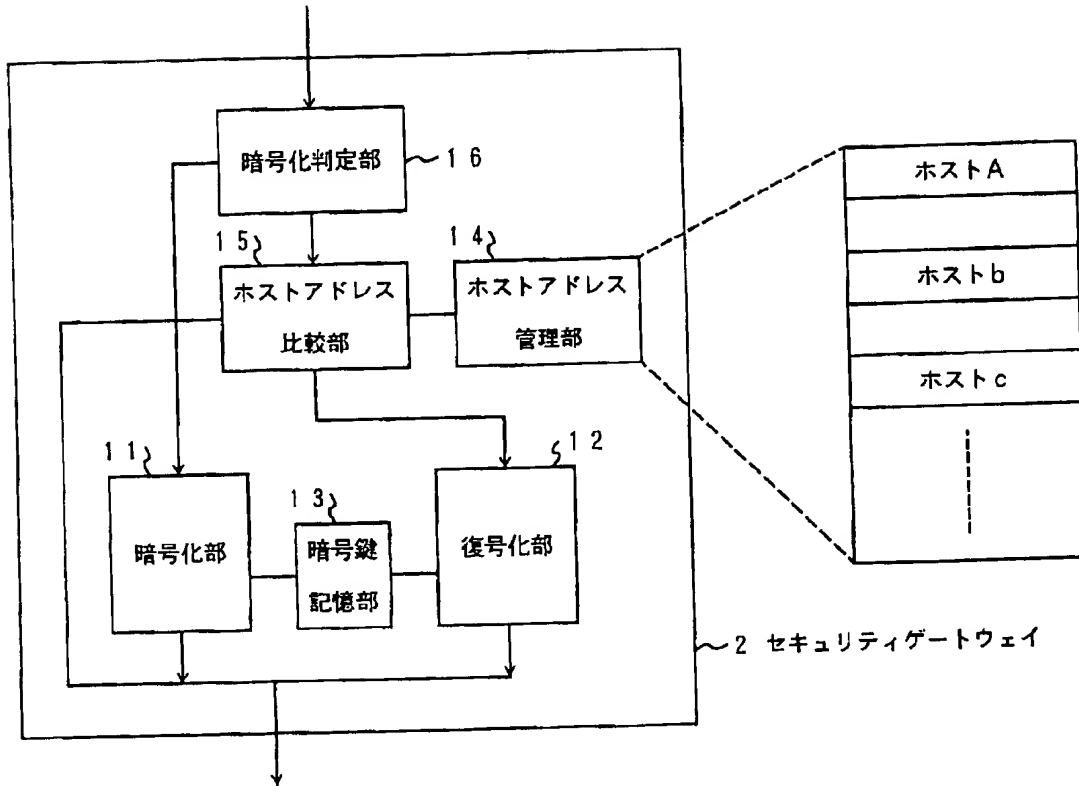 暗号化判定部
16
15
14
ホストアドレス
比較部
ホストアドレス
管理部
11
13
12
暗号化部
暗号鍵
記憶部
復号化部
2 セキュリティゲートウェイ
ホストA
ホストb
ホストc